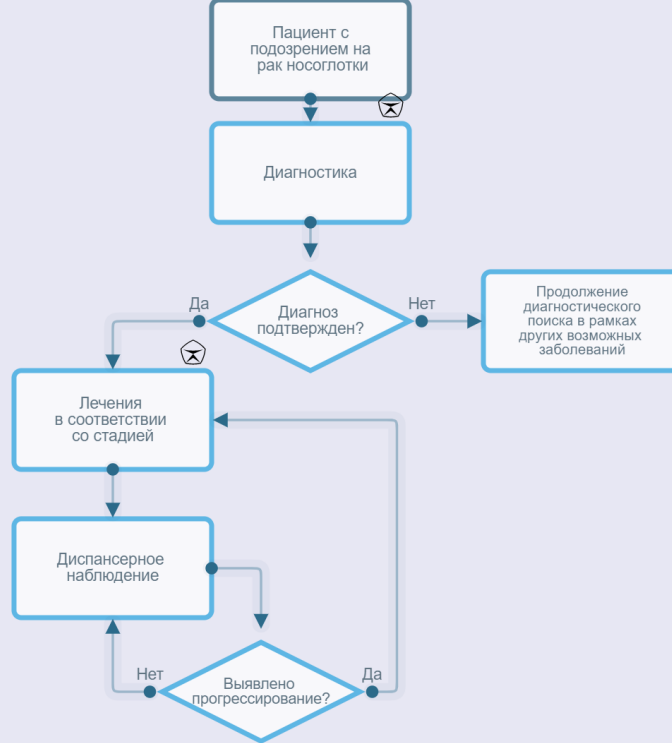 Пациент с
подозрением на
рак носоглотки
Диагностика
Да
Диагноз
подтвержден?
Нет
Продолжение
диагностического
поиска в рамках
других возможных
заболеваний
Лечения
в соответствии
со стадией
Диспансерное
наблюдение
Нет
Выявлено
прогрессирование?
Да